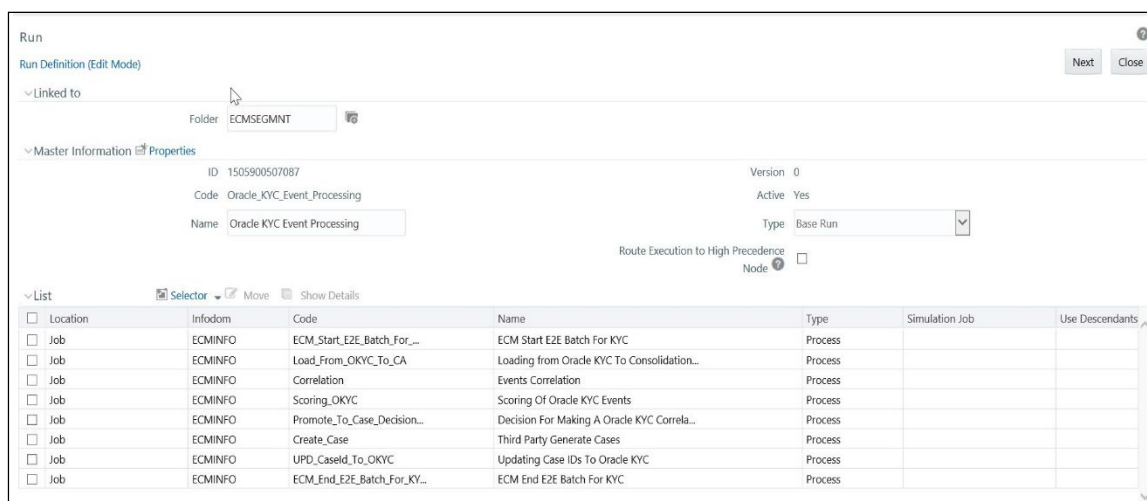 Run
Run Definition (Edit Mode)
Next Close
Linked to
Folder ECMSEGMNT
Master Information Properties
ID 1505900507087 Version 0
Code Oracle_KYC_Event_Processing Active Yes
Name Oracle KYC Event Processing Type Base Run
Route Execution to High Precedence
Node ?
List Selector Move Show Details
Location Infodom Code Name Type Simulation Job Use Descendants
Job ECMINFO ECM_Start_E2E_Batch_For_... ECM Start E2E Batch For KYC Process
Job ECMINFO Load_From_OKYC_To_CA Loading from Oracle KYC To Consolidation... Process
Job ECMINFO Correlation Events Correlation Process
Job ECMINFO Scoring_OKYC Scoring Of Oracle KYC Events Process
Job ECMINFO Promote_To_Case_Decision... Decision For Making A Oracle KYC Correla... Process
Job ECMINFO Create_Case Third Party Generate Cases Process
Job ECMINFO UPD_CaseId_To_OKYC Updating Case IDs To Oracle KYC Process
Job ECMINFO ECM_End_E2E_Batch_For_KY... ECM End E2E Batch For KYC Process